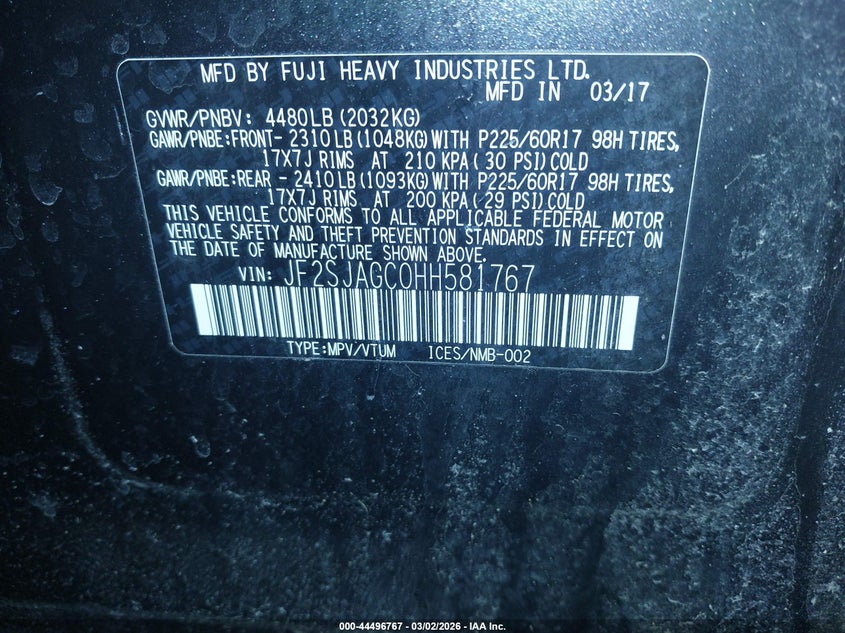 MFD BY FUJI HEAVY INDUSTRIES LTD.
MFD IN 03/17
GVWR/PNBV: 4480LB (2032KG)
GAWR/PNBE:FRONT- 2310LB (1048KG) WITH P225/60R17 98H TIRES,
17X7J RIMS AT 210 KPA ( 30 PSI) COLD
GAWR/PNBE:REAR - 2410LB (1093KG) WITH P225/60R17 98H TIRES,
17X7J RIMS AT 200 KPA ( 29 PSI) COLD
THIS VEHICLE CONFORMS TO ALL APPLICABLE FEDERAL MOTOR
VEHICLE SAFETY AND THEFT PREVENTION STANDARDS IN EFFECT ON
THE DATE OF MANUFACTURE SHOWN ABOVE.
VIN: JF2SJAGC0HH581767
TYPE:MPV/VTUM ICES/NMB-002
000-44496767 - 03/02/2026 - IAA Inc.